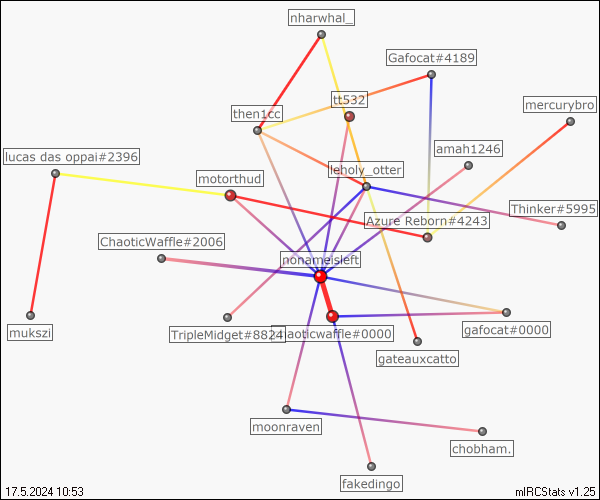 nharwhal_
Gafocat#4189
tt532
mercurybro
then1cc
amah1246
lucas das oppai#2396
leholy_otter
motorthud
Thinker#5995
Azure Reborn#4243
ChaoticWaffle#2006
nonameisleft
TripleMidget#8824
chaoticwaffle#0000
gafocat#0000
mukszi
gateauxcatto
moonraven
chobham.
fakedingo
17.5.2024 10:53
mIRCStats v1.25